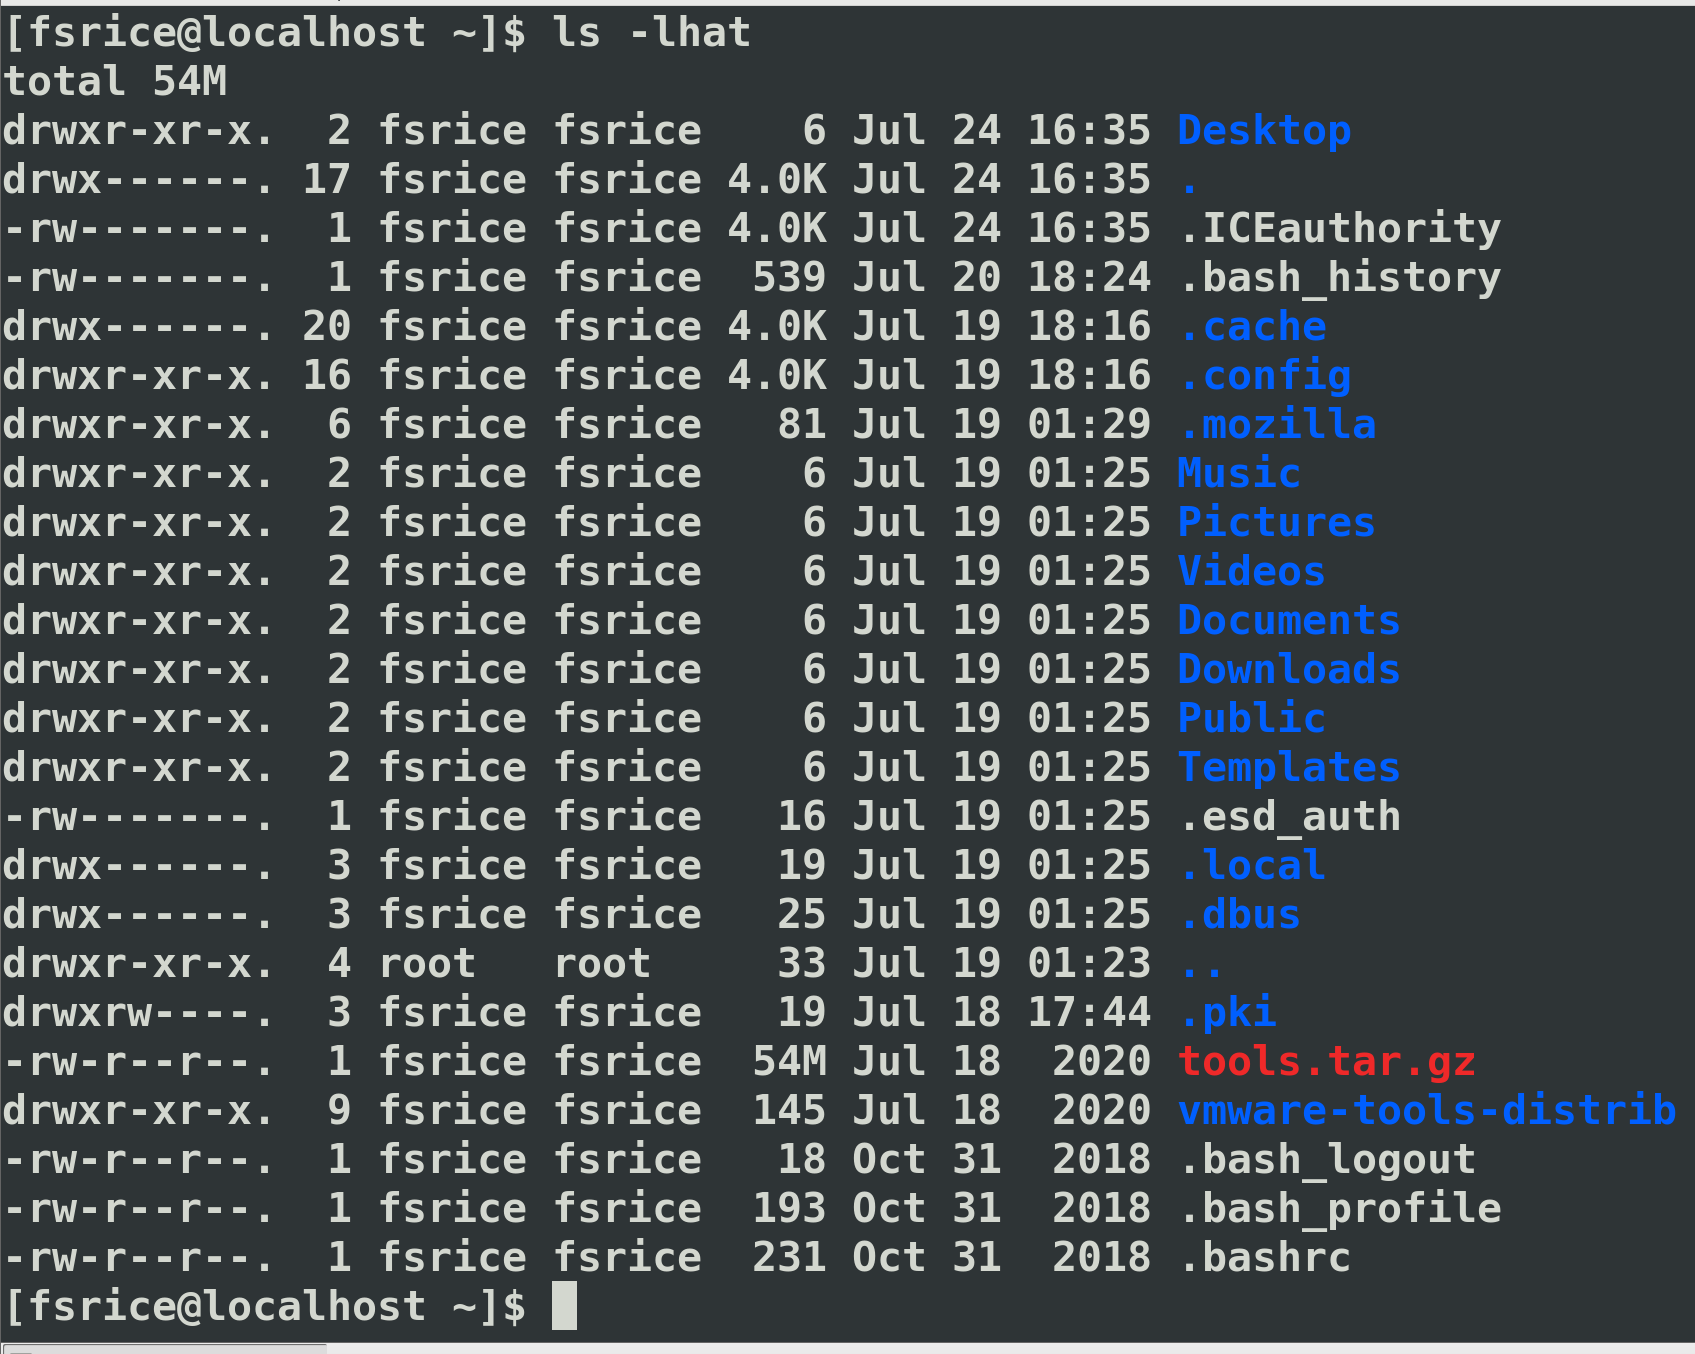 [fsrice@localhost ~]$ ls -lhat
total 54M
drwxr-xr-x.  2 fsrice fsrice    6 Jul 24 16:35 Desktop
drwx------. 17 fsrice fsrice 4.0K Jul 24 16:35 .
-rw-------.  1 fsrice fsrice 4.0K Jul 24 16:35 .ICEauthority
-rw-------.  1 fsrice fsrice  539 Jul 20 18:24 .bash_history
drwx------. 20 fsrice fsrice 4.0K Jul 19 18:16 .cache
drwxr-xr-x. 16 fsrice fsrice 4.0K Jul 19 18:16 .config
drwxr-xr-x.  6 fsrice fsrice   81 Jul 19 01:29 .mozilla
drwxr-xr-x.  2 fsrice fsrice    6 Jul 19 01:25 Music
drwxr-xr-x.  2 fsrice fsrice    6 Jul 19 01:25 Pictures
drwxr-xr-x.  2 fsrice fsrice    6 Jul 19 01:25 Videos
drwxr-xr-x.  2 fsrice fsrice    6 Jul 19 01:25 Documents
drwxr-xr-x.  2 fsrice fsrice    6 Jul 19 01:25 Downloads
drwxr-xr-x.  2 fsrice fsrice    6 Jul 19 01:25 Public
drwxr-xr-x.  2 fsrice fsrice    6 Jul 19 01:25 Templates
-rw-------.  1 fsrice fsrice   16 Jul 19 01:25 .esd_auth
drwx------.  3 fsrice fsrice   19 Jul 19 01:25 .local
drwx------.  3 fsrice fsrice   25 Jul 19 01:25 .dbus
drwxr-xr-x.  4 root   root     33 Jul 19 01:23 ..
drwxrw----.  3 fsrice fsrice   19 Jul 18 17:44 .pki
-rw-r--r--.  1 fsrice fsrice  54M Jul 18  2020 tools.tar.gz
drwxr-xr-x.  9 fsrice fsrice  145 Jul 18  2020 vmware-tools-distrib
-rw-r--r--.  1 fsrice fsrice   18 Oct 31  2018 .bash_logout
-rw-r--r--.  1 fsrice fsrice  193 Oct 31  2018 .bash_profile
-rw-r--r--.  1 fsrice fsrice  231 Oct 31  2018 .bashrc
[fsrice@localhost ~]$